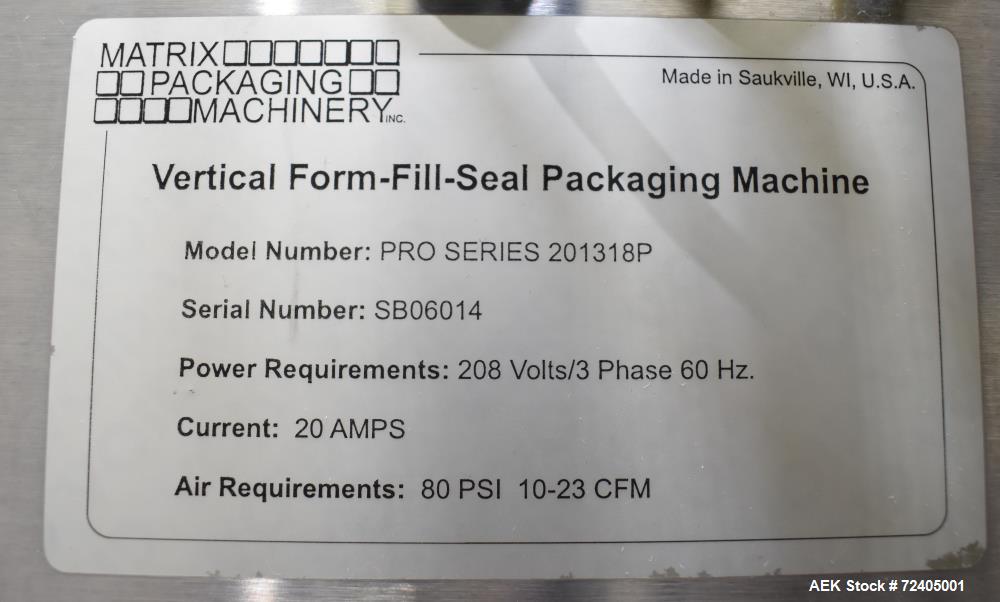 MATRIX
PACKAGING
MACHINERY INC.
Made in Saukville, WI, U.S.A.
Vertical Form-Fill-Seal Packaging Machine
Model Number: PRO SERIES 201318P
Serial Number: SB06014
Power Requirements: 208 Volts/3 Phase 60 Hz.
Current: 20 AMPS
Air Requirements: 80 PSI 10-23 CFM
AEK Stock # 72405001